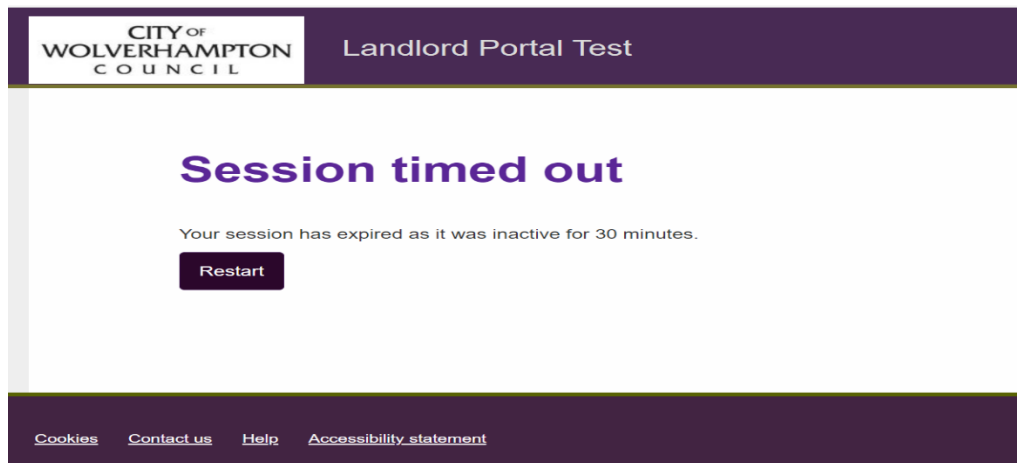 CITY OF
WOLVERHAMPTON
COUNCIL
Landlord Portal Test
Session timed out
Your session has expired as it was inactive for 30 minutes.
Restart
Cookies Contact us Help Accessibility statement